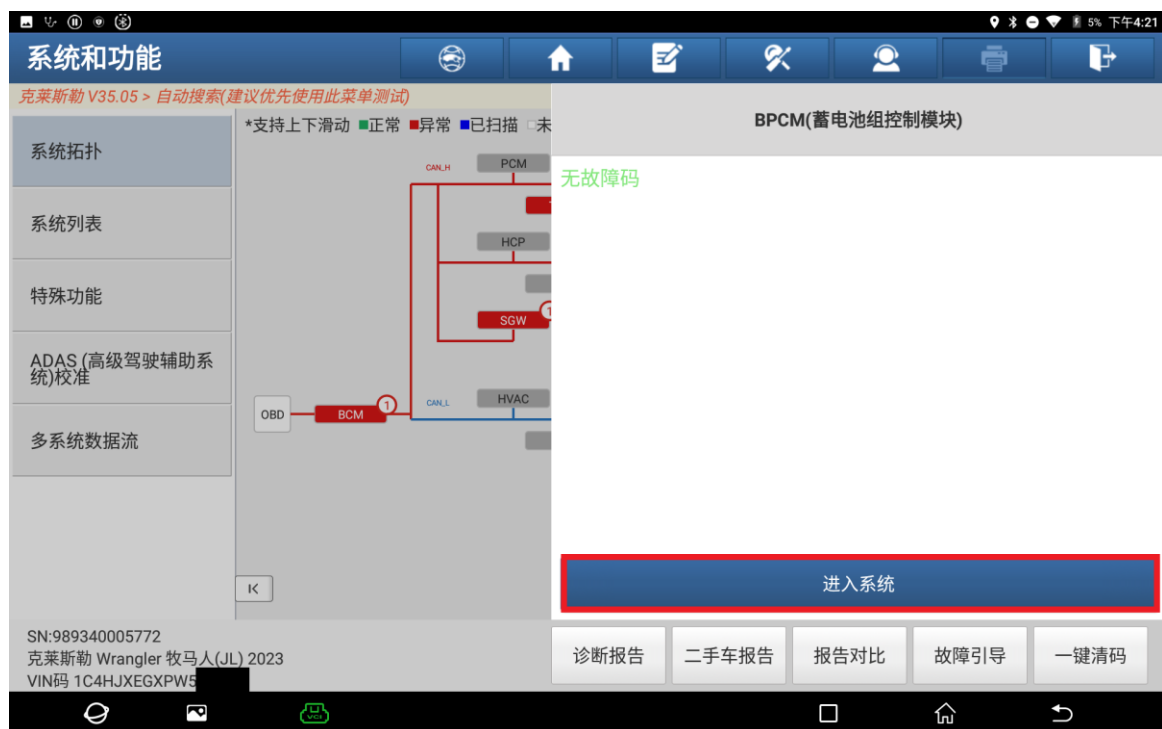 5% 下午4:21
系统和功能
克莱斯勒 V35.05 > 自动搜索(建议优先使用此菜单测试)
系统拓扑
系统列表
特殊功能
ADAS (高级驾驶辅助系
统)校准
多系统数据流
*支持上下滑动 ■正常 ■异常 ■已扫描 □未
CAN_H
PCM
HCP
SGW
1
OBD
BCM
1
CAN_L
HVAC
BPCM(蓄电池组控制模块)
无故障码
进入系统
SN:989340005772
克莱斯勒 Wrangler 牧马人(JL) 2023
VIN码 1C4HJXEGXPW5
诊断报告
二手车报告
报告对比
故障引导
一键清码
VCI